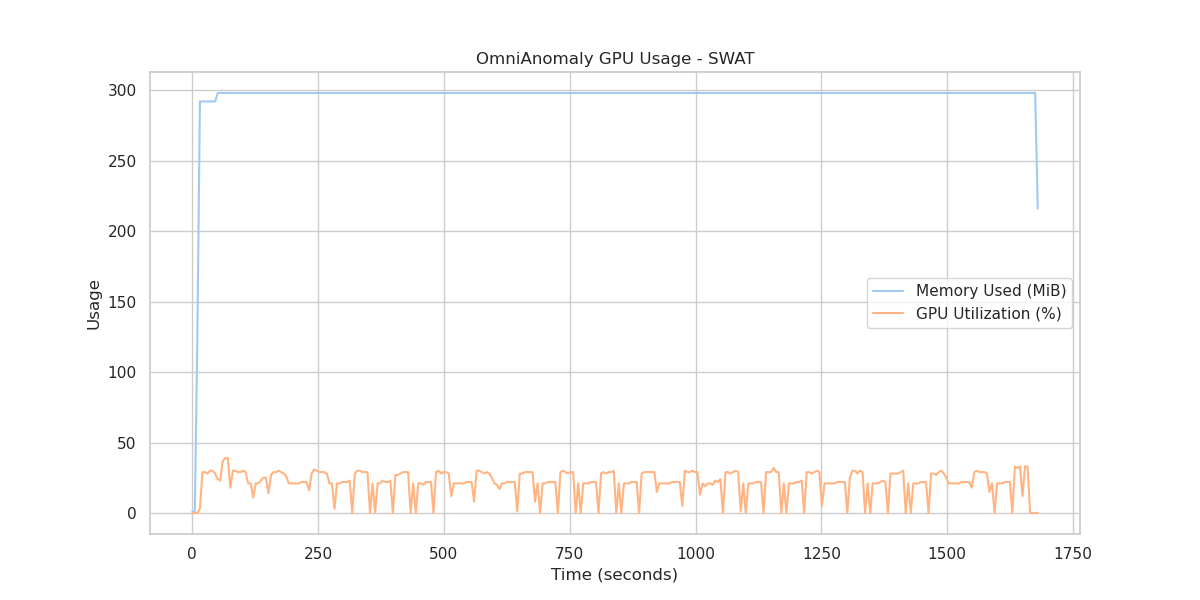 OmniAnomaly GPU Usage - SWAT
300
250
200
150
100
50
0
Usage
Memory Used (MiB)
GPU Utilization (%)
0 250 500 750 1000 1250 1500 1750
Time (seconds)